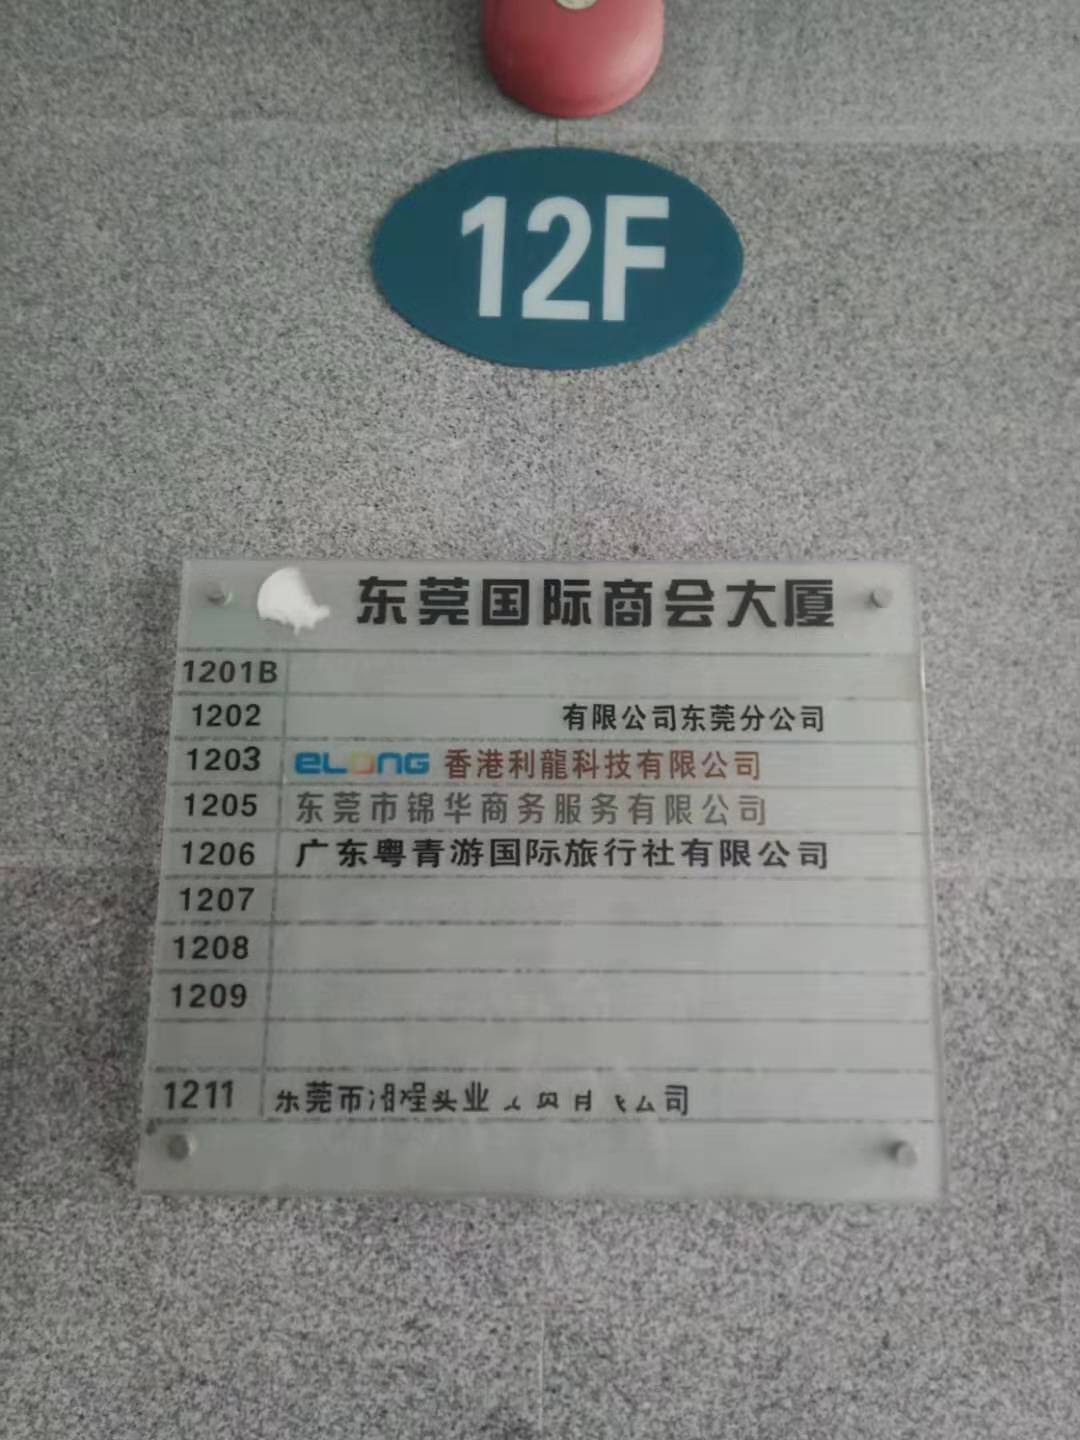 12F
东莞国际商会大厦
1201B
1202 有限公司东莞分公司
1203 eLONG 香港利龍科技有限公司
1205 东莞市锦华商务服务有限公司
1206 广东粤青游国际旅行社有限公司
1207
1208
1209
1211 东莞市 业 公司